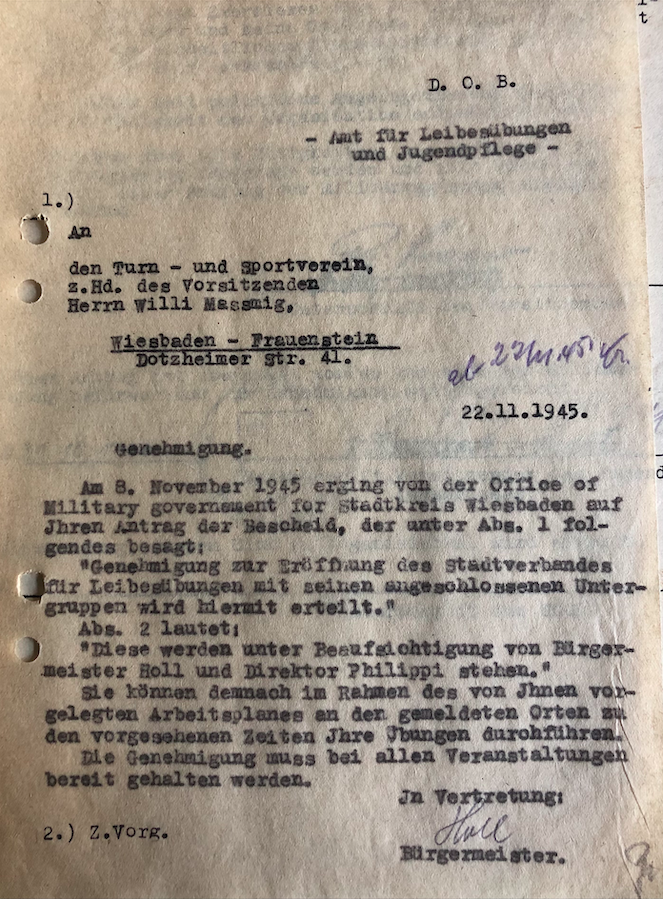 D. O. B.
- Amt für Leibesübungen
und Jugendpflege -
1.)
An
den Turn - und Sportverein,
z.Hd. des Vorsitzenden
Herrn Willi Massmig,
Wiesbaden - Frauenstein
Dotzheimer Str. 41.
ab 22/11.45
22.11.1945.
Genehmigung.
Am 8. November 1945 erging von der Office of
Military governement for Stadtkreis Wiesbaden auf
Jhren Antrag der Bescheid, der unter Abs. 1 fol-
gendes besagt:
"Genehmigung zur Eröffnung des Stadtverbandes
für Leibesübungen mit seinen angeschlossenen Unter-
gruppen wird hiermit erteilt."
Abs. 2 lautet:
"Diese werden unter Beaufsichtigung von Bürger-
meister Holl und Direktor Philippi stehen."
Sie können demnach im Rahmen des von Jhnen vor-
gelegten Arbeitsplanes an den gemeldeten Orten zu
den vorgesehenen Zeiten Jhre Übungen durchführen.
Die Genehmigung muss bei allen Veranstaltungen
bereit gehalten werden.
Jn Vertretung:
Holl
Bürgermeister.
2.) Z.Vorg.